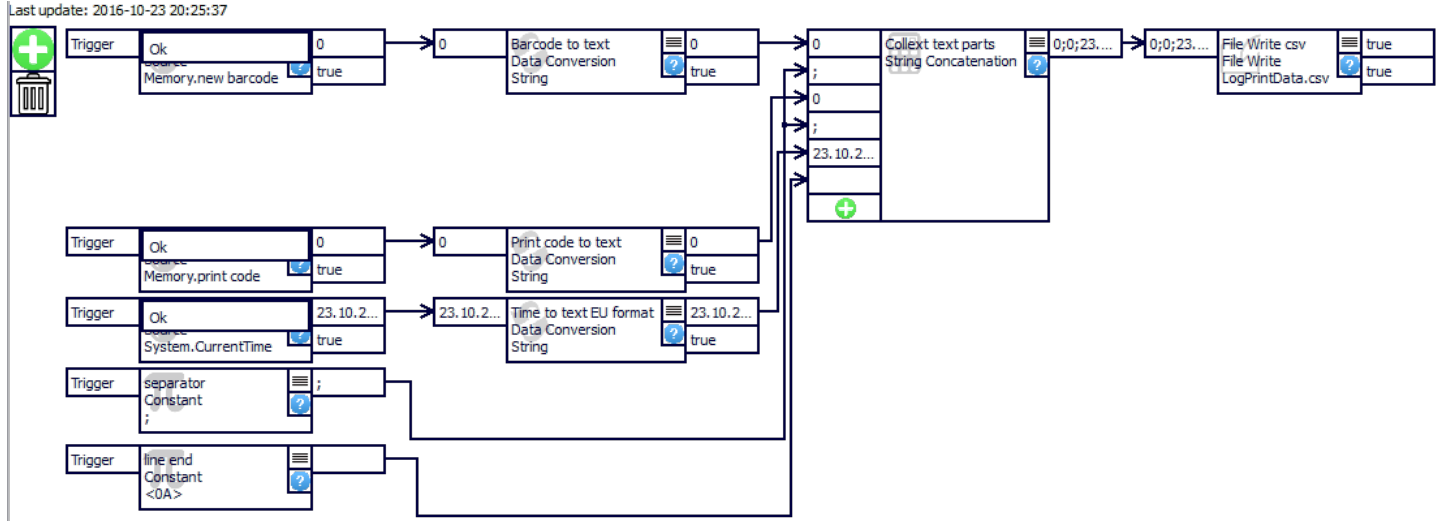 Last update: 2016-10-23 20:25:37
Trigger
Ok
Memory.new barcode
0
true
0
Barcode to text
Data Conversion
String
0
true
0
;
0
;
23.10.2...
Collext text parts
String Concatenation
0;0;23....
0;0;23....
File Write csv
File Write
LogPrintData.csv
true
true
Trigger
Ok
Source
Memory.print code
0
true
0
Print code to text
Data Conversion
String
0
true
Trigger
Ok
Source
System.CurrentTime
23.10.2...
true
23.10.2...
Time to text EU format
Data Conversion
String
23.10.2...
true
Trigger
separator
Constant
;
;
Trigger
line end
Constant
<0A>